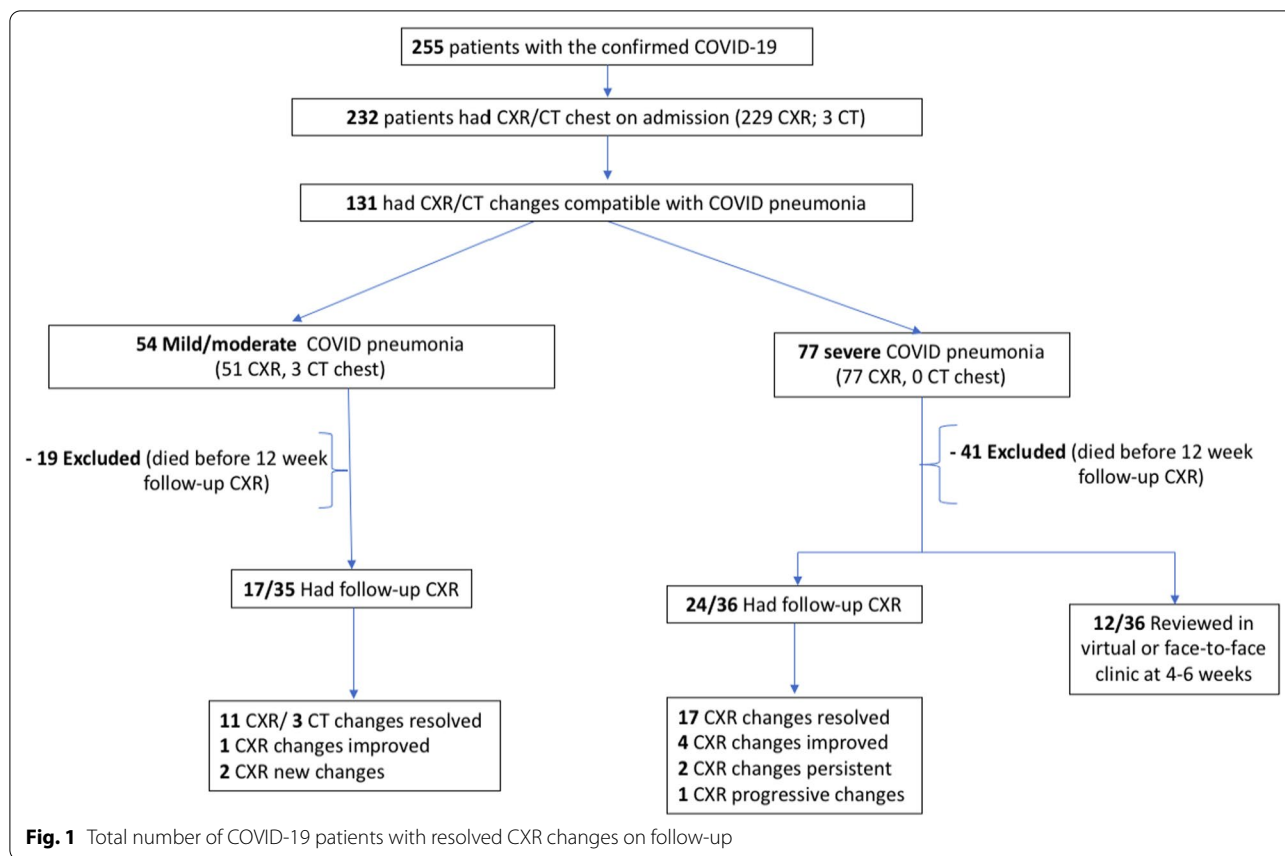 255 patients with the confirmed COVID-19
232 patients had CXR/CT chest on admission (229 CXR; 3 CT)
131 had CXR/CT changes compatible with COVID pneumonia
54 Mild/moderate COVID pneumonia
(51 CXR, 3 CT chest)
77 severe COVID pneumonia
(77 CXR, 0 CT chest)
- 19 Excluded (died before 12 week
follow-up CXR)
- 41 Excluded (died before 12 week
follow-up CXR)
17/35 Had follow-up CXR
24/36 Had follow-up CXR
12/36 Reviewed in
virtual or face-to-face
clinic at 4-6 weeks
11 CXR/ 3 CT changes resolved
1 CXR changes improved
2 CXR new changes
17 CXR changes resolved
4 CXR changes improved
2 CXR changes persistent
1 CXR progressive changes
Fig. 1 Total number of COVID-19 patients with resolved CXR changes on follow-up